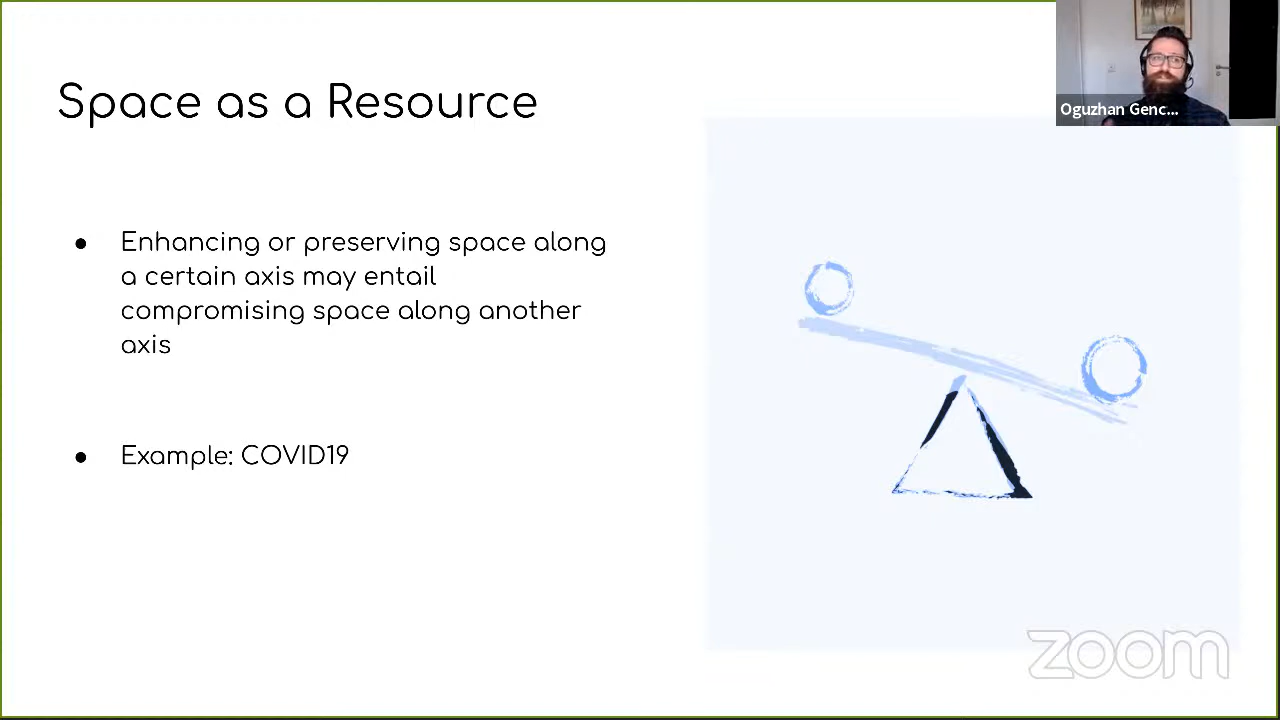 Oguzhan Genc...
Space as a Resource
● Enhancing or preserving space along
a certain axis may entail
compromising space along another
axis
● Example: COVID19
zoom